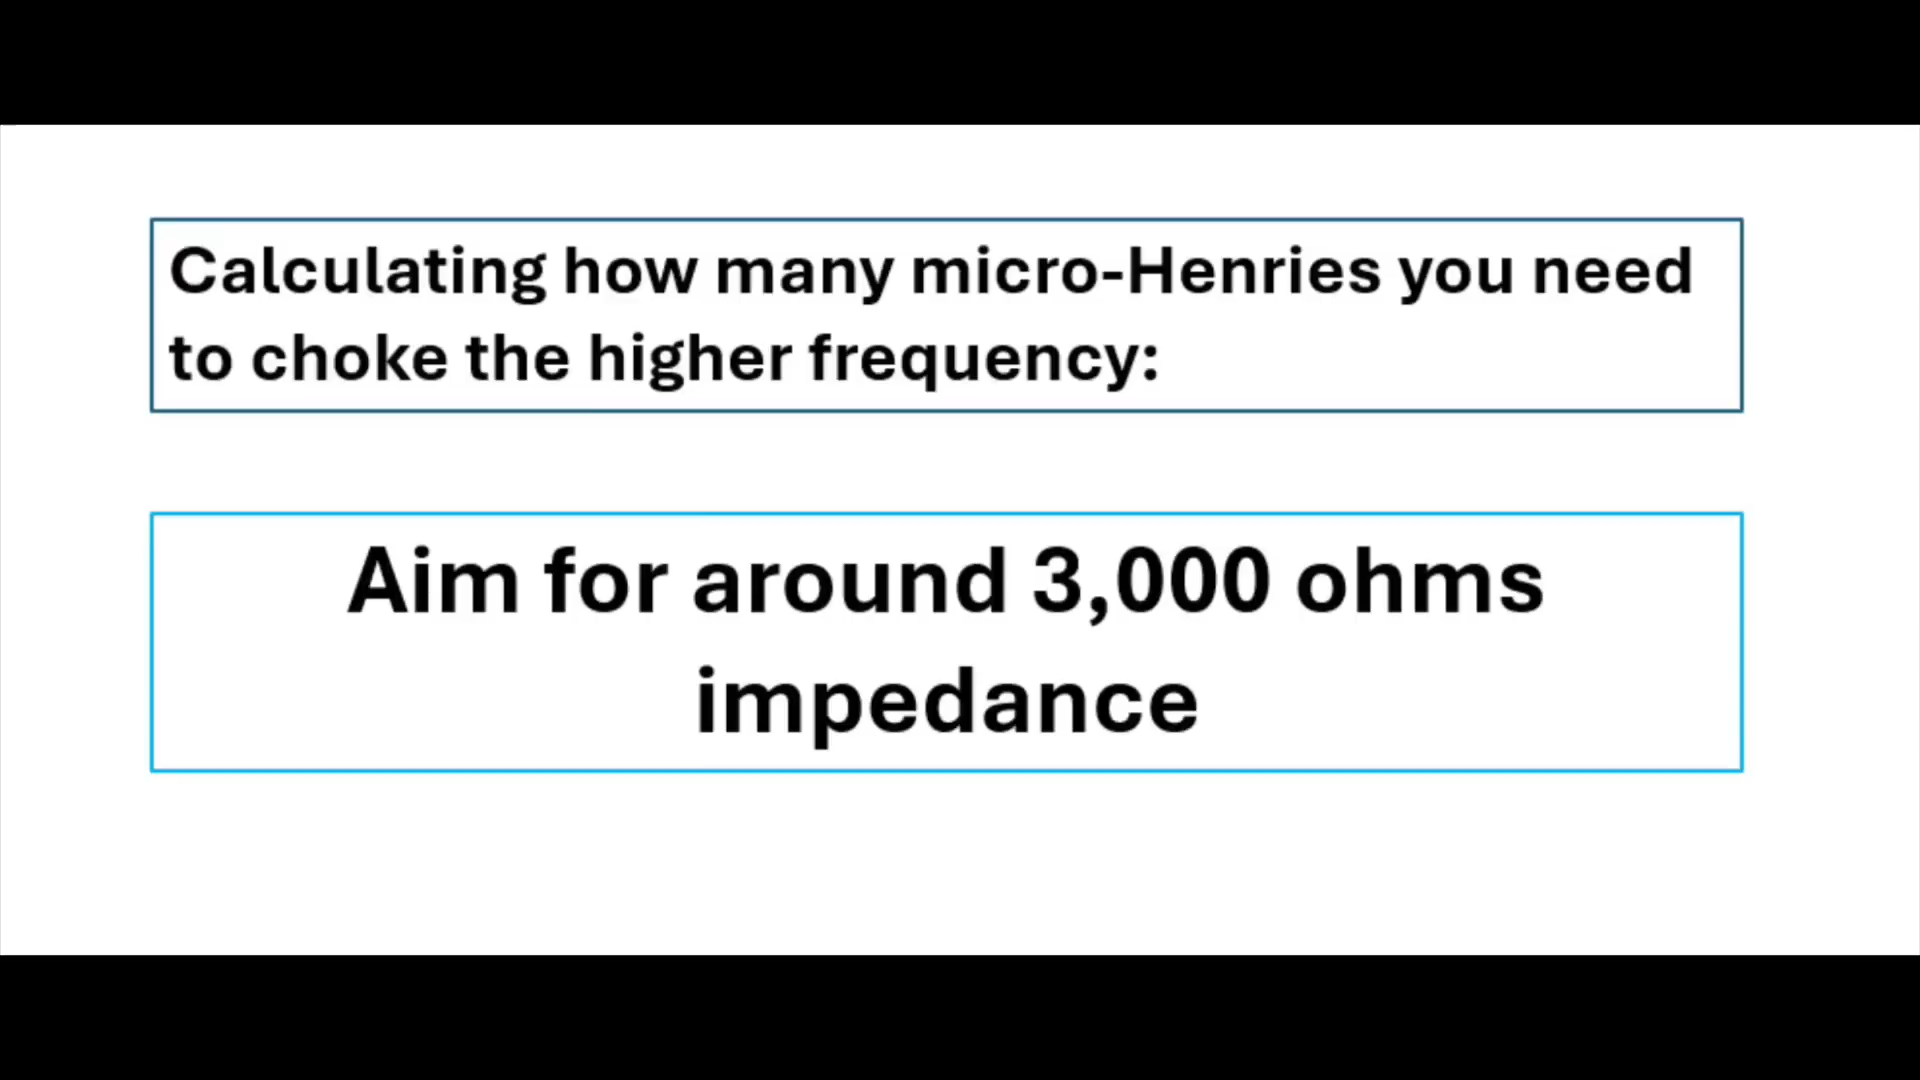 Calculating how many micro-Henries you need
to choke the higher frequency:
Aim for around 3,000 ohms
impedance